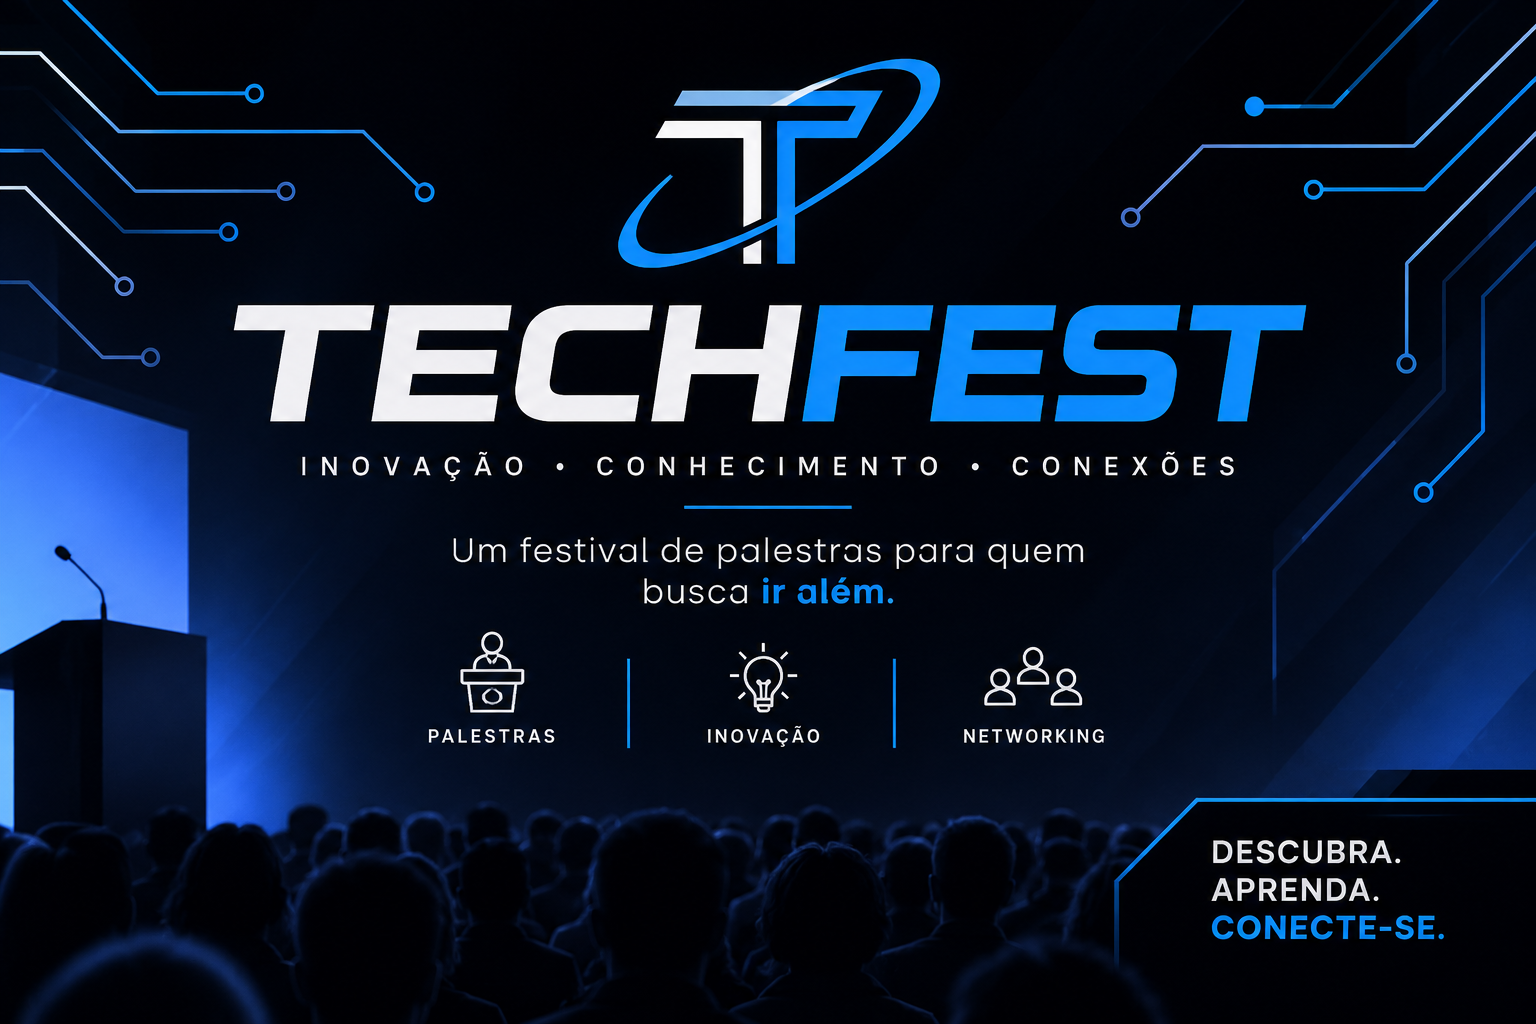 TECHFEST
INOVAÇÃO • CONHECIMENTO • CONEXÕES
Um festival de palestras para quem
busca ir além.
PALESTRAS
INOVAÇÃO
NETWORKING
DESCUBRA.
APRENDA.
CONECTE-SE.